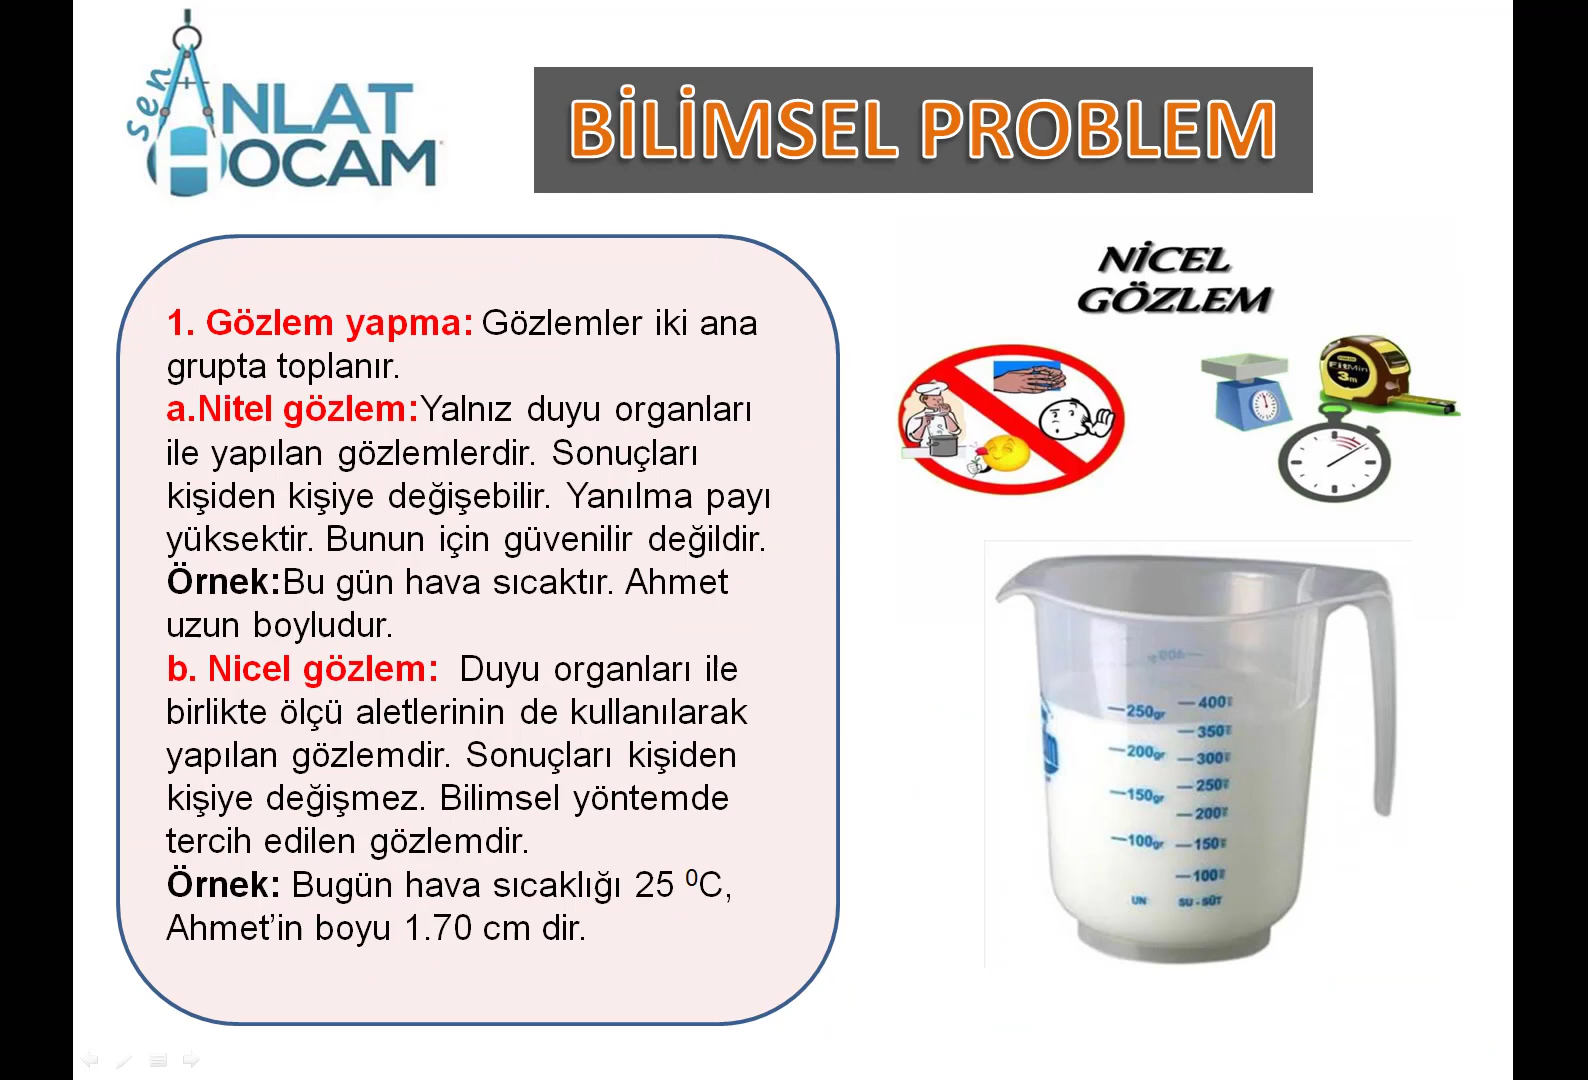 sen
ANLAT
HOCAM
BİLİMSEL PROBLEM
1. Gözlem yapma: Gözlemler iki ana
grupta toplanır.
a.Nitel gözlem:Yalnız duyu organları
ile yapılan gözlemlerdir. Sonuçları
kişiden kişiye değişebilir. Yanılma payı
yüksektir. Bunun için güvenilir değildir.
Örnek:Bu gün hava sıcaktır. Ahmet
uzun boyludur.
b. Nicel gözlem: Duyu organları ile
birlikte ölçü aletlerinin de kullanılarak
yapılan gözlemdir. Sonuçları kişiden
kişiye değişmez. Bilimsel yöntemde
tercih edilen gözlemdir.
Örnek: Bugün hava sıcaklığı 25 ⁰C,
Ahmet’in boyu 1.70 cm dir.
NİCEL
GÖZLEM
3m
250gr 400
350
200gr 300
250
150gr
200
100gr 150
100
UN SU - SÜT